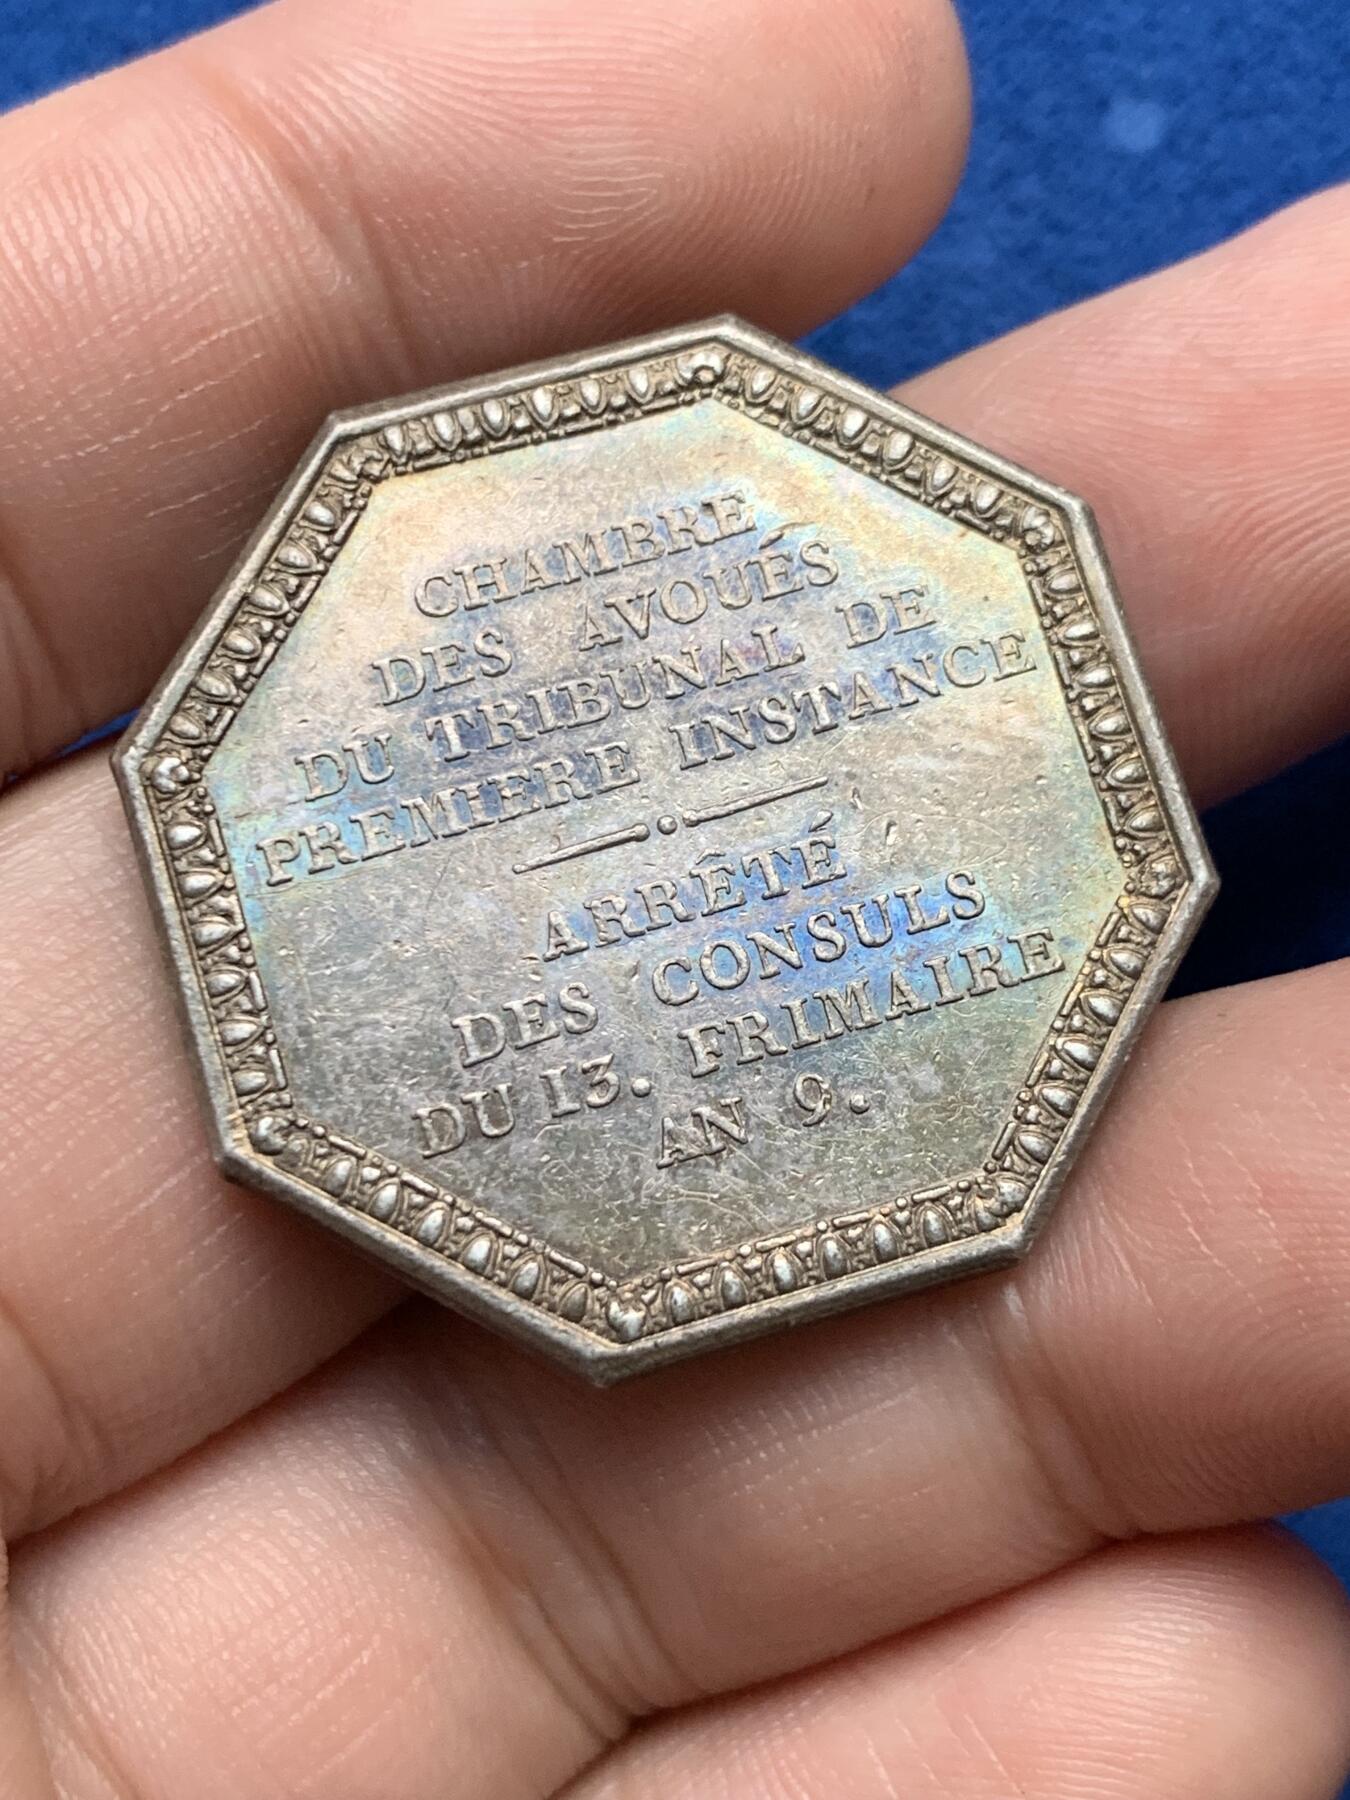 CHAMBRE
DES AVOUÉS
DU TRIBUNAL DE
PREMIERE INSTANCE
ARRÊTÉ
DES CONSULS
DU 13. FRIMAIRE
AN 9.